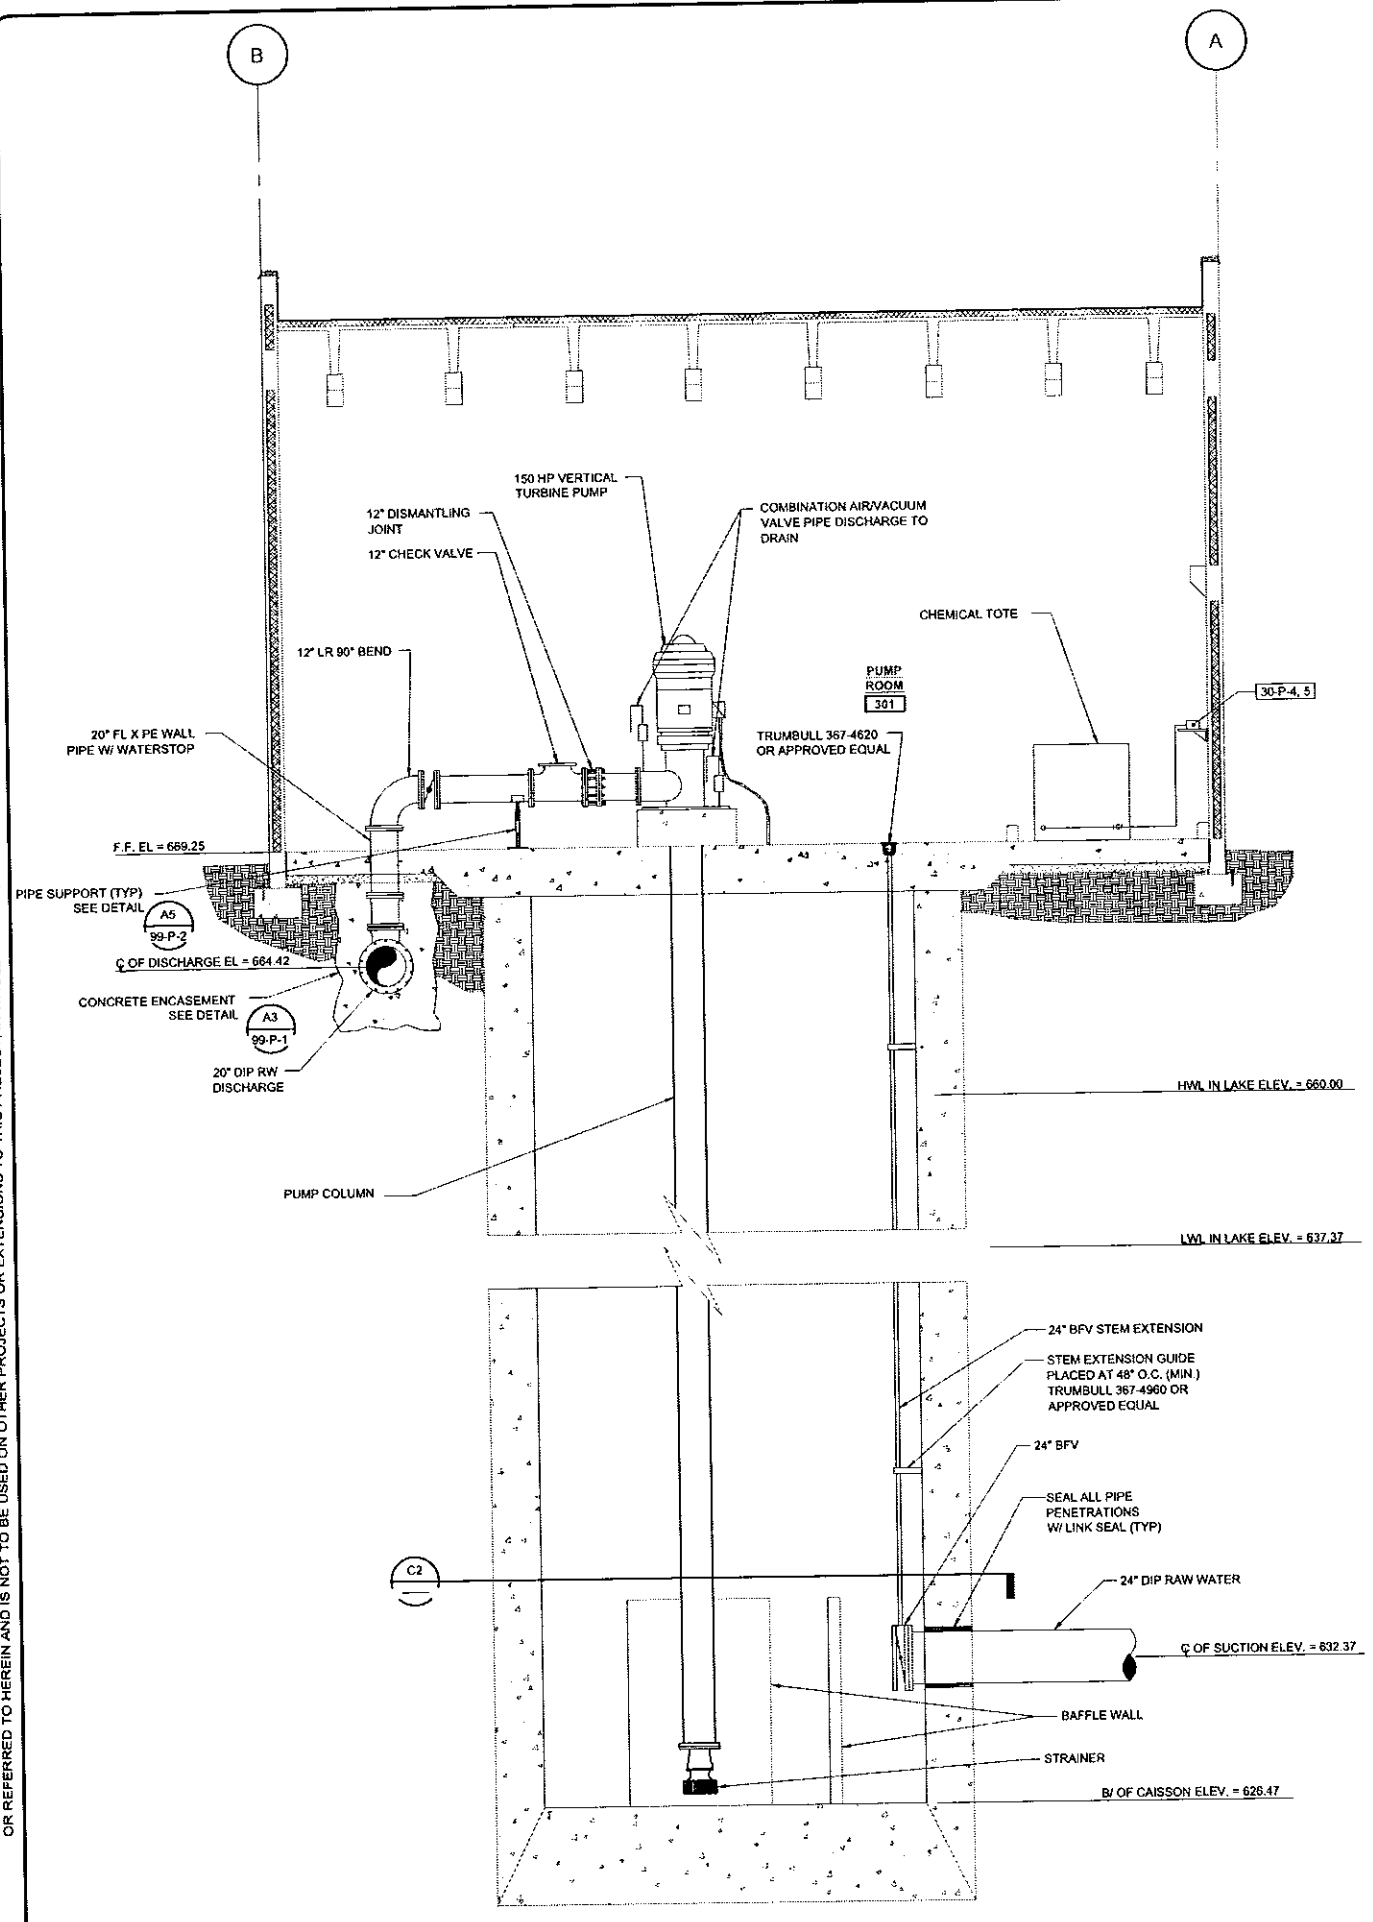 B
A
150 HP VERTICAL
TURBINE PUMP
12" DISMANTLING
JOINT
12" CHECK VALVE
COMBINATION AIR/VACUUM
VALVE PIPE DISCHARGE TO
DRAIN
CHEMICAL TOTE
12" LR 90° BEND
PUMP
ROOM
301
30-P-4, 5
20" FL X PE WALL
PIPE W/ WATERSTOP
TRUMBULL 367-4620
OR APPROVED EQUAL
F.F. EL = 669.25
PIPE SUPPORT (TYP)
SEE DETAIL
A5
99-P-2
℄ OF DISCHARGE EL = 664.42
CONCRETE ENCASEMENT
SEE DETAIL
A3
99-P-1
20" DIP RW
DISCHARGE
HWL IN LAKE ELEV. = 660.00
PUMP COLUMN
LWL IN LAKE ELEV. = 637.37
24" BFV STEM EXTENSION
STEM EXTENSION GUIDE
PLACED AT 48" O.C. (MIN.)
TRUMBULL 367-4960 OR
APPROVED EQUAL
24" BFV
SEAL ALL PIPE
PENETRATIONS
W/ LINK SEAL (TYP)
C2
24" DIP RAW WATER
℄ OF SUCTION ELEV. = 632.37
BAFFLE WALL
STRAINER
B/ OF CAISSON ELEV. = 626.47
OR REFERRED TO HEREIN AND IS NOT TO BE USED ON OTHER PROJECTS OR EXTENSIONS TO THIS